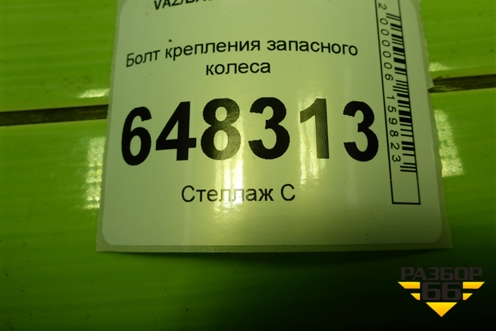 Болт крепления запасного
колеса
648313
Стеллаж С
2000006159823
РАЗБОР
66